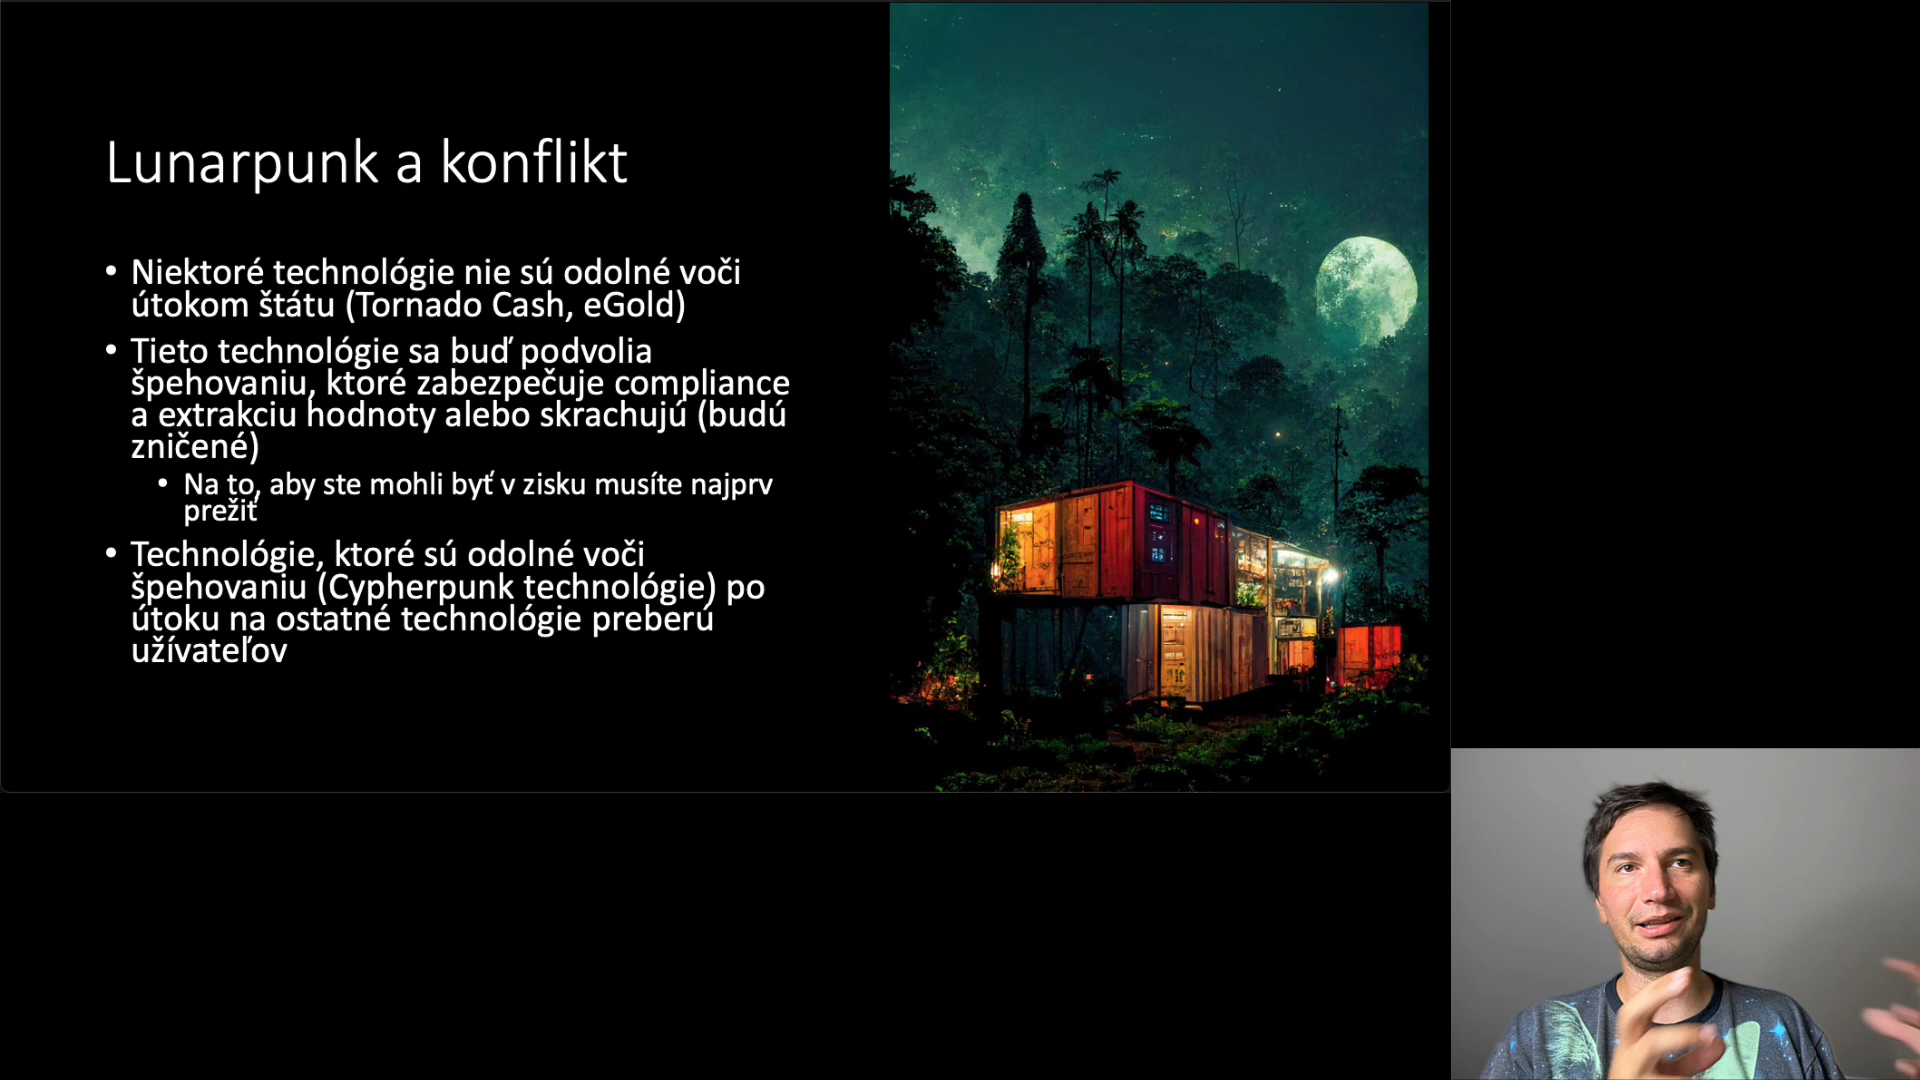 Lunarpunk a konflikt
• Niektoré technológie nie sú odolné voči
útokom štátu (Tornado Cash, eGold)
• Tieto technológie sa buď podvolia
špehovaniu, ktoré zabezpečuje compliance
a extrakciu hodnoty alebo skrachujú (budú
zničené)
• Na to, aby ste mohli byť v zisku musíte najprv
prežiť
• Technológie, ktoré sú odolné voči
špehovaniu (Cypherpunk technológie) po
útoku na ostatné technológie preberú
užívateľov